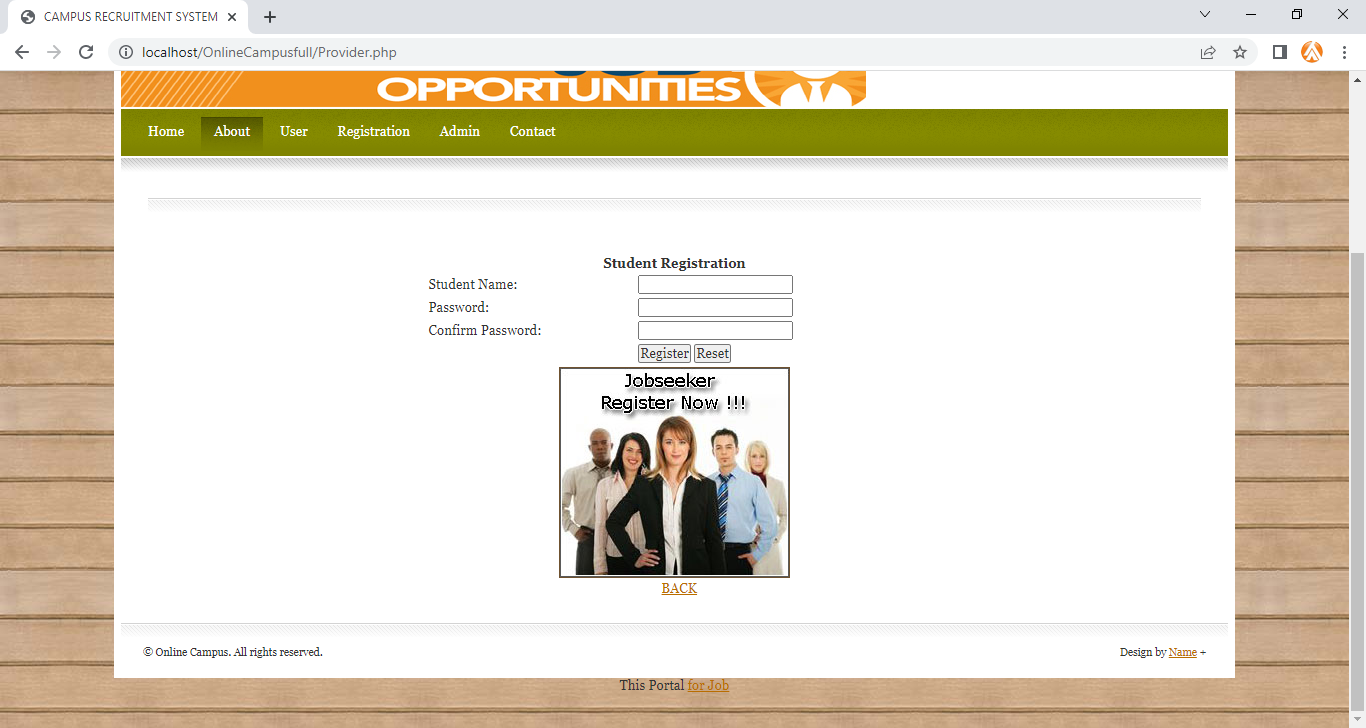 CAMPUS RECRUITMENT SYSTEM
localhost/OnlineCampusfull/Provider.php
OPPORTUNITIES
Home About User Registration Admin Contact
Student Registration
Student Name:
Password:
Confirm Password:
Register Reset
Jobseeker
Register Now !!!
BACK
© Online Campus. All rights reserved. Design by Name +
This Portal for Job